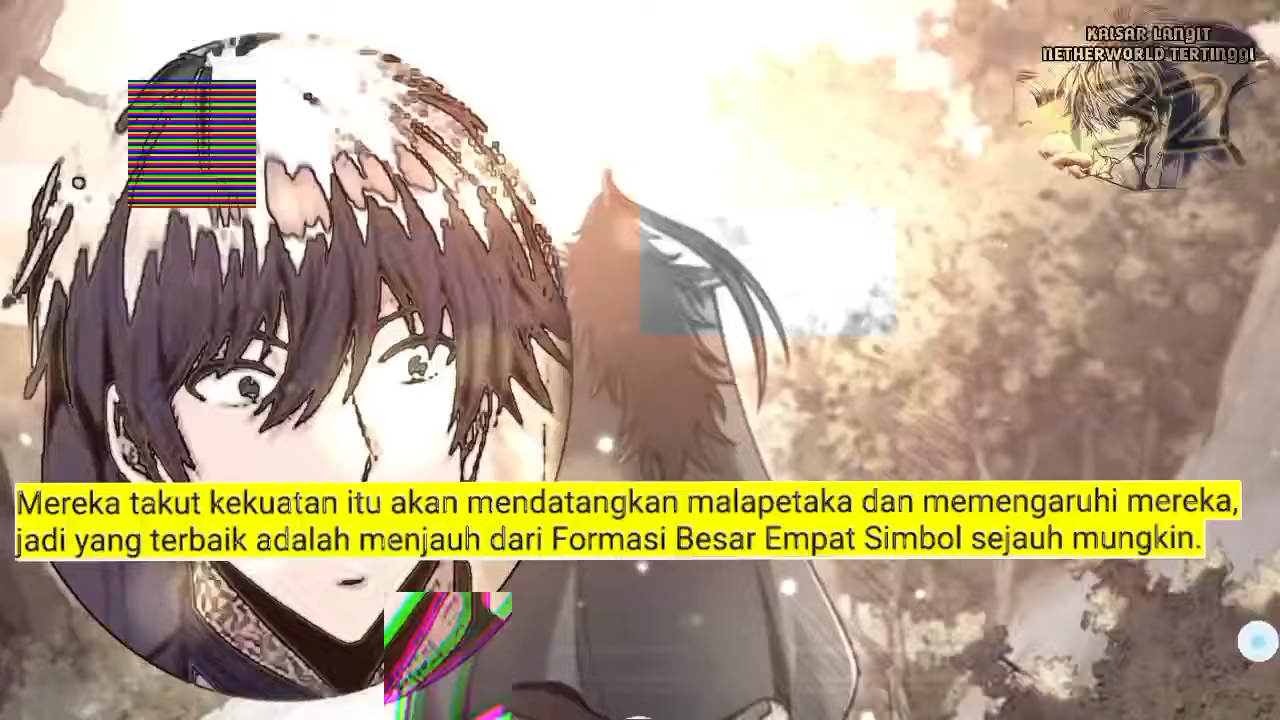 KAISAR LANGIT
NETHERWORLD TERTINGGI
22
Mereka takut kekuatan itu akan mendatangkan malapetaka dan memengaruhi mereka,
jadi yang terbaik adalah menjauh dari Formasi Besar Empat Simbol sejauh mungkin.